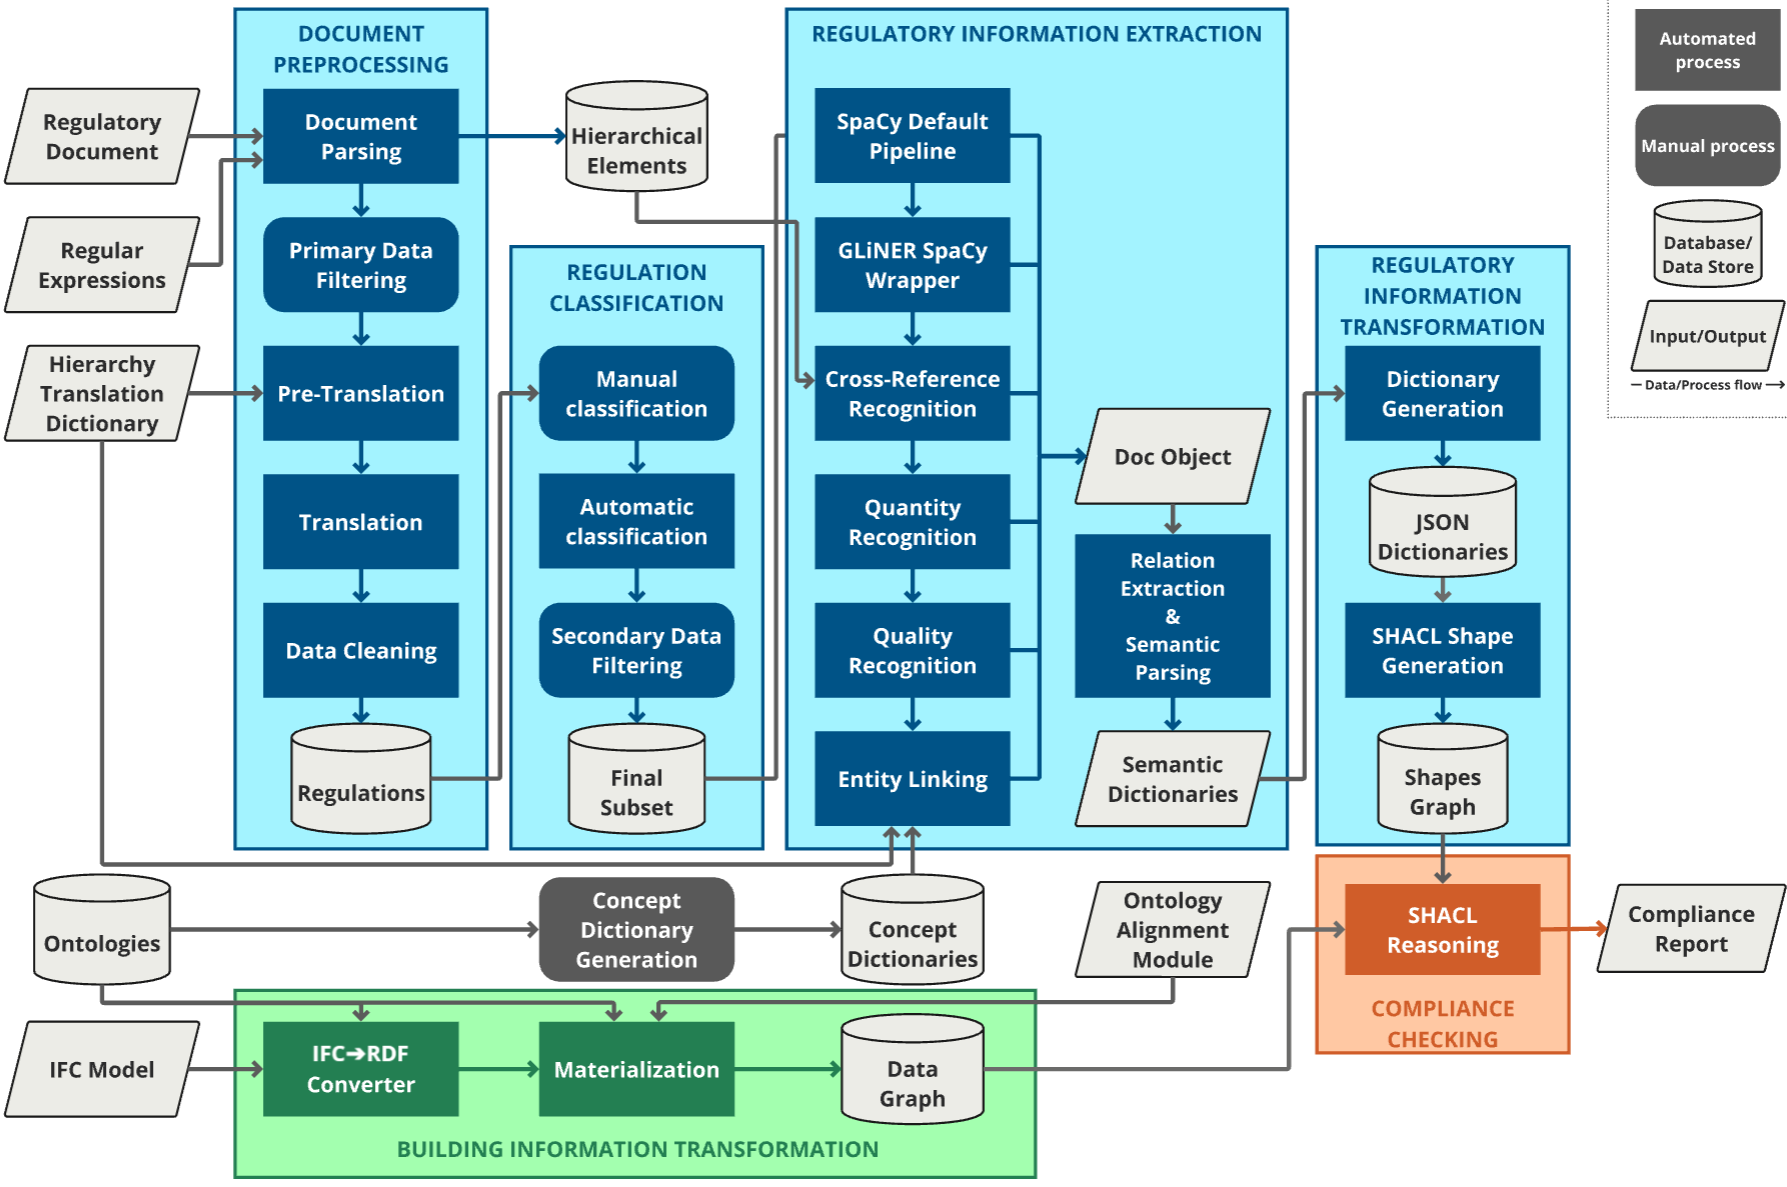 DOCUMENT
PREPROCESSING
Regulatory
Document
Regular
Expressions
Hierarchy
Translation
Dictionary
Document
Parsing
Primary Data
Filtering
Pre-Translation
Translation
Data Cleaning
Regulations
Hierarchical
Elements
REGULATION
CLASSIFICATION
Manual
classification
Automatic
classification
Secondary Data
Filtering
Final
Subset
REGULATORY INFORMATION EXTRACTION
SpaCy Default
Pipeline
GLiNER SpaCy
Wrapper
Cross-Reference
Recognition
Quantity
Recognition
Quality
Recognition
Entity Linking
Doc Object
Relation
Extraction
&
Semantic
Parsing
Semantic
Dictionaries
REGULATORY
INFORMATION
TRANSFORMATION
Dictionary
Generation
JSON
Dictionaries
SHACL Shape
Generation
Shapes
Graph
Automated
process
Manual process
Database/
Data Store
Input/Output
Data/Process flow
Ontologies
Concept
Dictionary
Generation
Concept
Dictionaries
Ontology
Alignment
Module
SHACL
Reasoning
COMPLIANCE
CHECKING
Compliance
Report
IFC Model
IFC➔RDF
Converter
Materialization
Data
Graph
BUILDING INFORMATION TRANSFORMATION